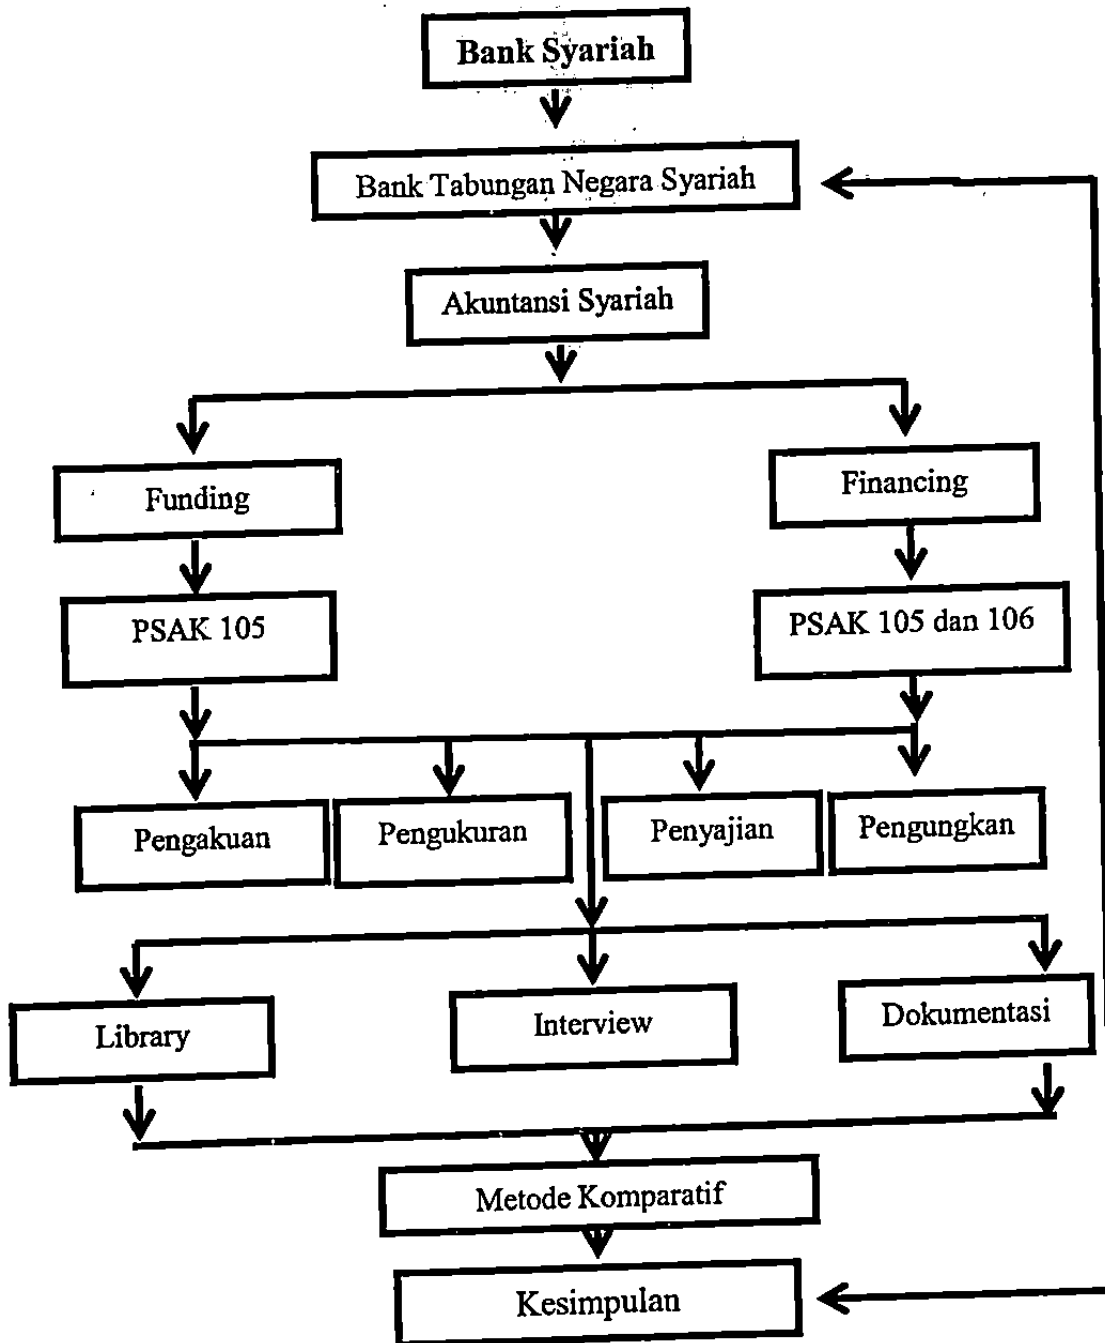 Bank Syariah
Bank Tabungan Negara Syariah
Akuntansi Syariah
Funding
Financing
PSAK 105
PSAK 105 dan 106
Pengakuan
Pengukuran
Penyajian
Pengungkan
Library
Interview
Dokumentasi
Metode Komparatif
Kesimpulan